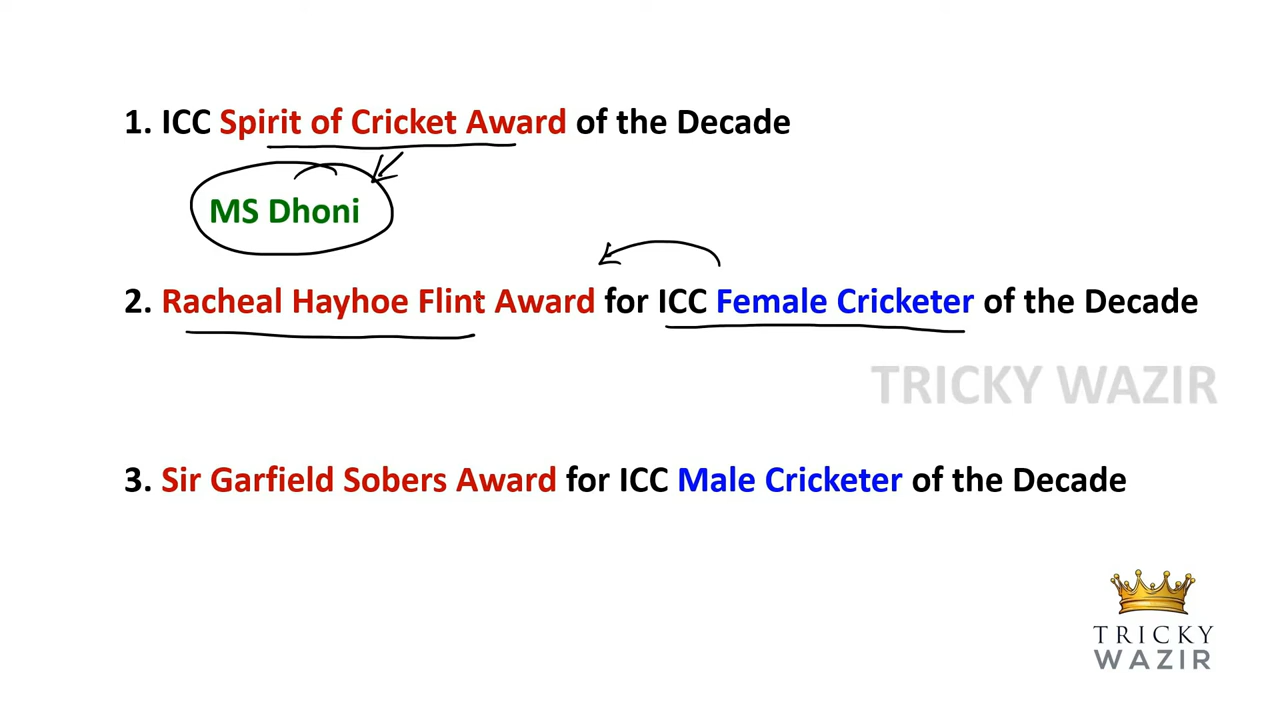 1. ICC Spirit of Cricket Award of the Decade
MS Dhoni
2. Racheal Hayhoe Flint Award for ICC Female Cricketer of the Decade
TRICKY WAZIR
3. Sir Garfield Sobers Award for ICC Male Cricketer of the Decade
TRICKY
WAZIR